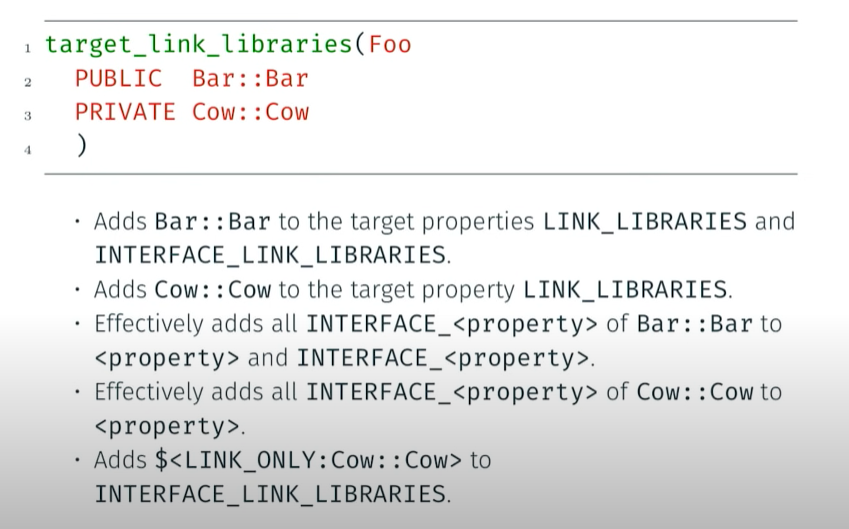 1 target_link_libraries(Foo
2 PUBLIC Bar::Bar
3 PRIVATE Cow::Cow
4 )
· Adds Bar::Bar to the target properties LINK_LIBRARIES and
INTERFACE_LINK_LIBRARIES.
· Adds Cow::Cow to the target property LINK_LIBRARIES.
· Effectively adds all INTERFACE_<property> of Bar::Bar to
<property> and INTERFACE_<property>.
· Effectively adds all INTERFACE_<property> of Cow::Cow to
<property>.
· Adds $<LINK_ONLY:Cow::Cow> to
INTERFACE_LINK_LIBRARIES.